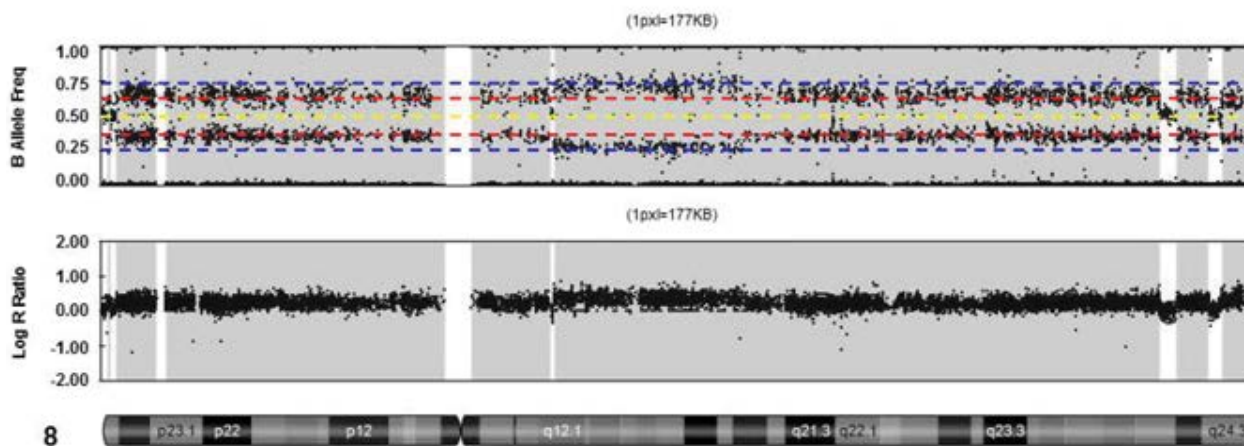 (1pxl=177KB)
B Allele Freq
1.00
0.75
0.50
0.25
0.00
(1pxl=177KB)
Log R Ratio
2.00
1.00
0.00
-1.00
-2.00
8 p23.1 p22 p12 q12.1 q21.3 q22.1 q23.3 q24.3